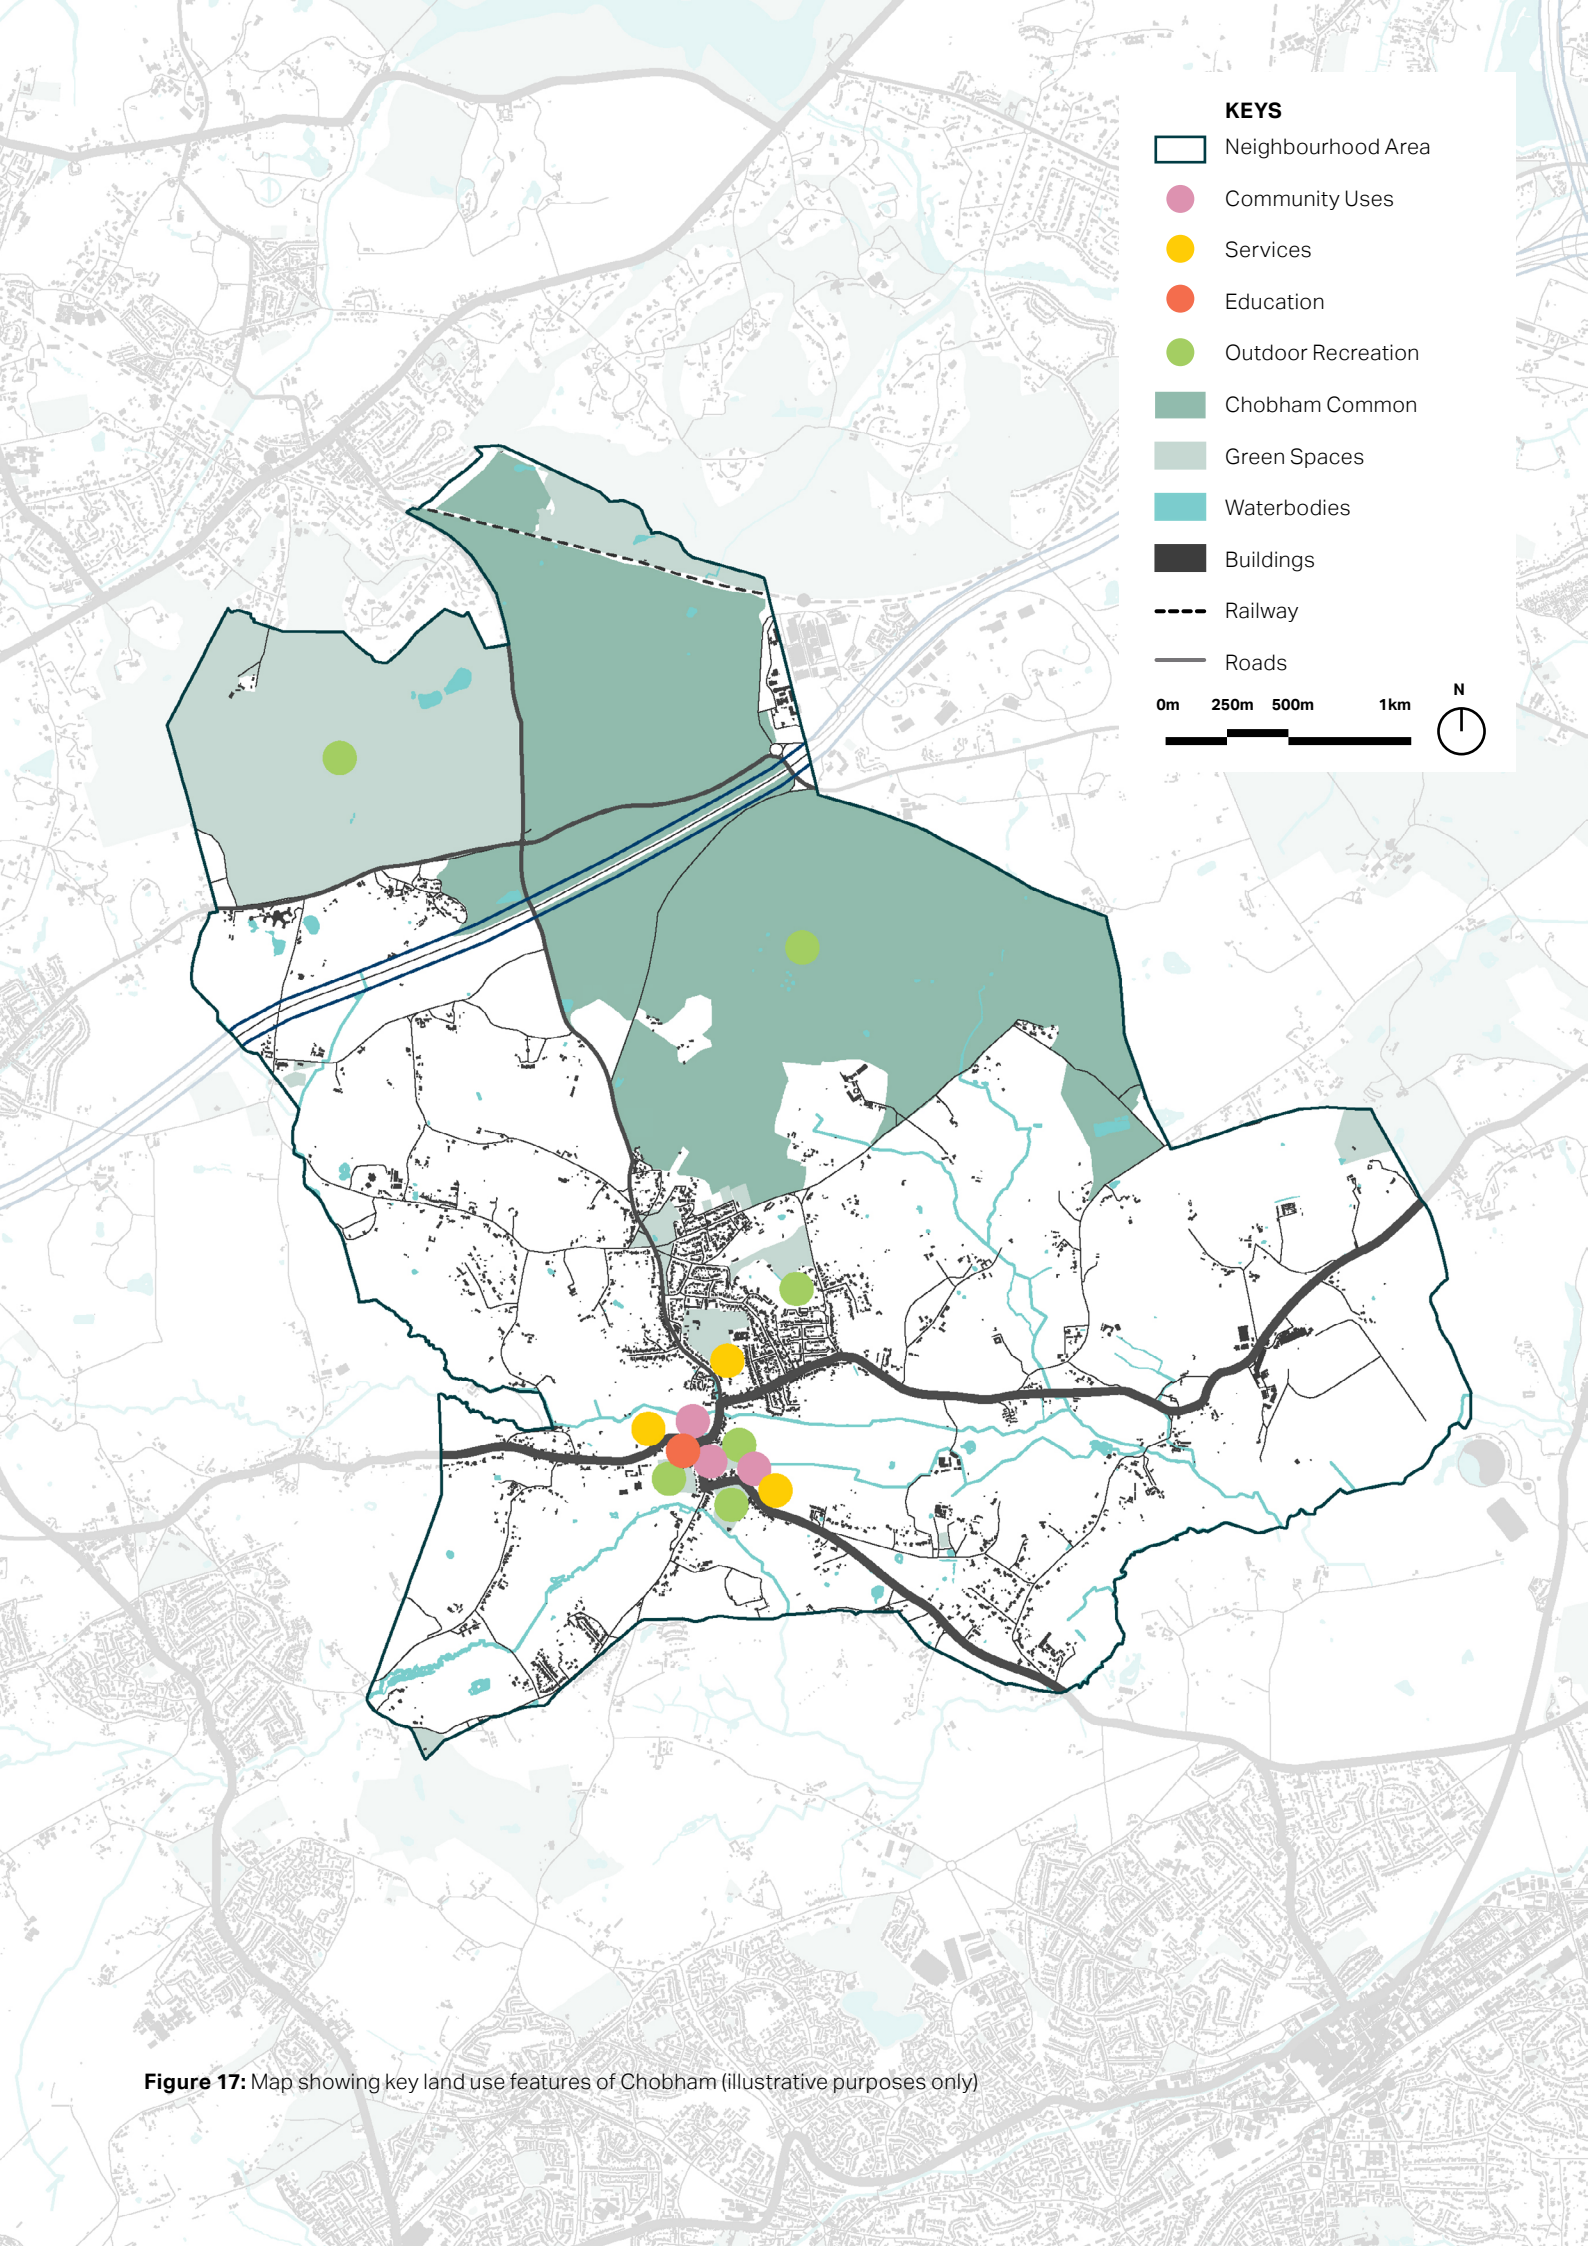 KEYS
Neighbourhood Area
Community Uses
Services
Education
Outdoor Recreation
Chobham Common
Green Spaces
Waterbodies
Buildings
Railway
Roads
0m 250m 500m 1km
N
Figure 17: Map showing key land use features of Chobham (illustrative purposes only)